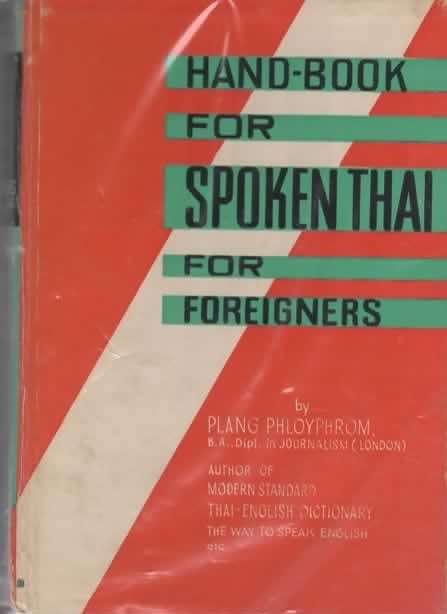 HAND-BOOK
FOR
SPOKEN THAI
FOR
FOREIGNERS
by
PLANG PHLOYPHROM,
B.A., Dipl. in JOURNALISM (LONDON)
AUTHOR OF
MODERN STANDARD
THAI-ENGLISH DICTIONARY
THE WAY TO SPEAK ENGLISH
etc